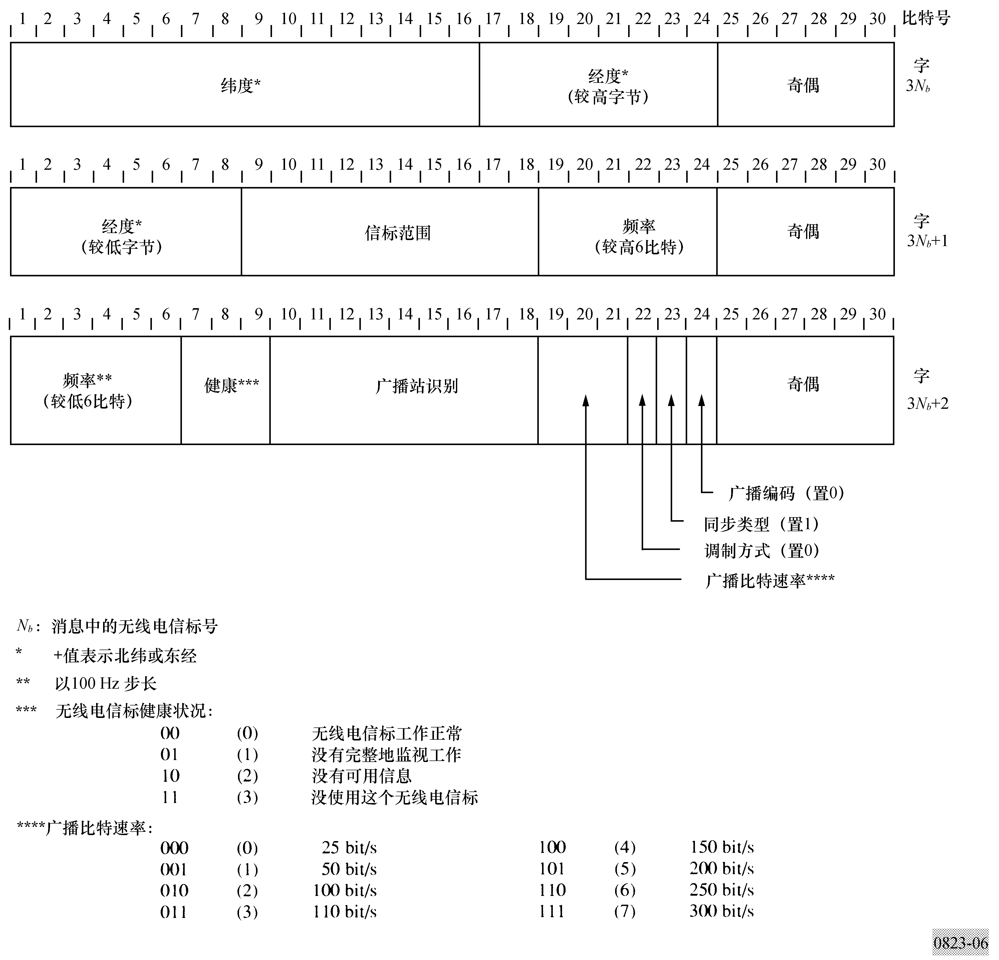 1 2 3 4 5 6 7 8 9 10 11 12 13 14 15 16 17 18 19 20 21 22 23 24 25 26 27 28 29 30 比特号
纬度*
经度*
(较高字节)
奇偶
字
3Nb
1 2 3 4 5 6 7 8 9 10 11 12 13 14 15 16 17 18 19 20 21 22 23 24 25 26 27 28 29 30
经度*
(较低字节)
信标范围
频率
(较高6比特)
奇偶
字
3Nb+1
1 2 3 4 5 6 7 8 9 10 11 12 13 14 15 16 17 18 19 20 21 22 23 24 25 26 27 28 29 30
频率**
(较低6比特)
健康***
广播站识别
奇偶
字
3Nb+2
广播编码（置0）
同步类型（置1）
调制方式（置0）
广播比特速率****
Nb：消息中的无线电信标号
* +值表示北纬或东经
** 以100 Hz 步长
*** 无线电信标健康状况：
00 (0) 无线电信标工作正常
01 (1) 没有完整地监视工作
10 (2) 没有可用信息
11 (3) 没使用这个无线电信标
****广播比特速率：
000 (0) 25 bit/s 100 (4) 150 bit/s
001 (1) 50 bit/s 101 (5) 200 bit/s
010 (2) 100 bit/s 110 (6) 250 bit/s
011 (3) 110 bit/s 111 (7) 300 bit/s
0823-06